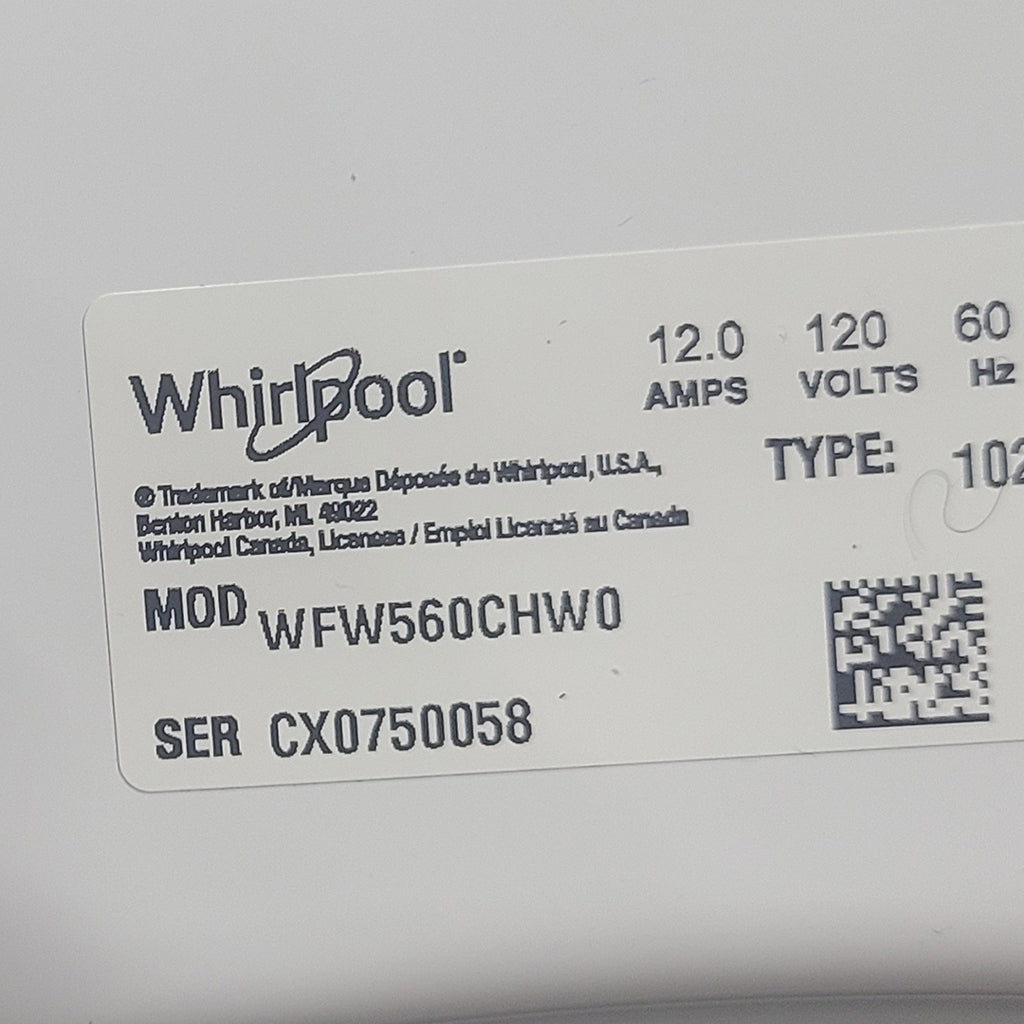 Whirlpool
12.0 120 60
AMPS VOLTS Hz
TYPE: 102
® Trademark of/Marque Déposée de Whirlpool, U.S.A.,
Benton Harbor, MI. 49022
Whirlpool Canada, Licensee / Emploi Licencié au Canada
MOD WFW560CHW0
SER CX0750058